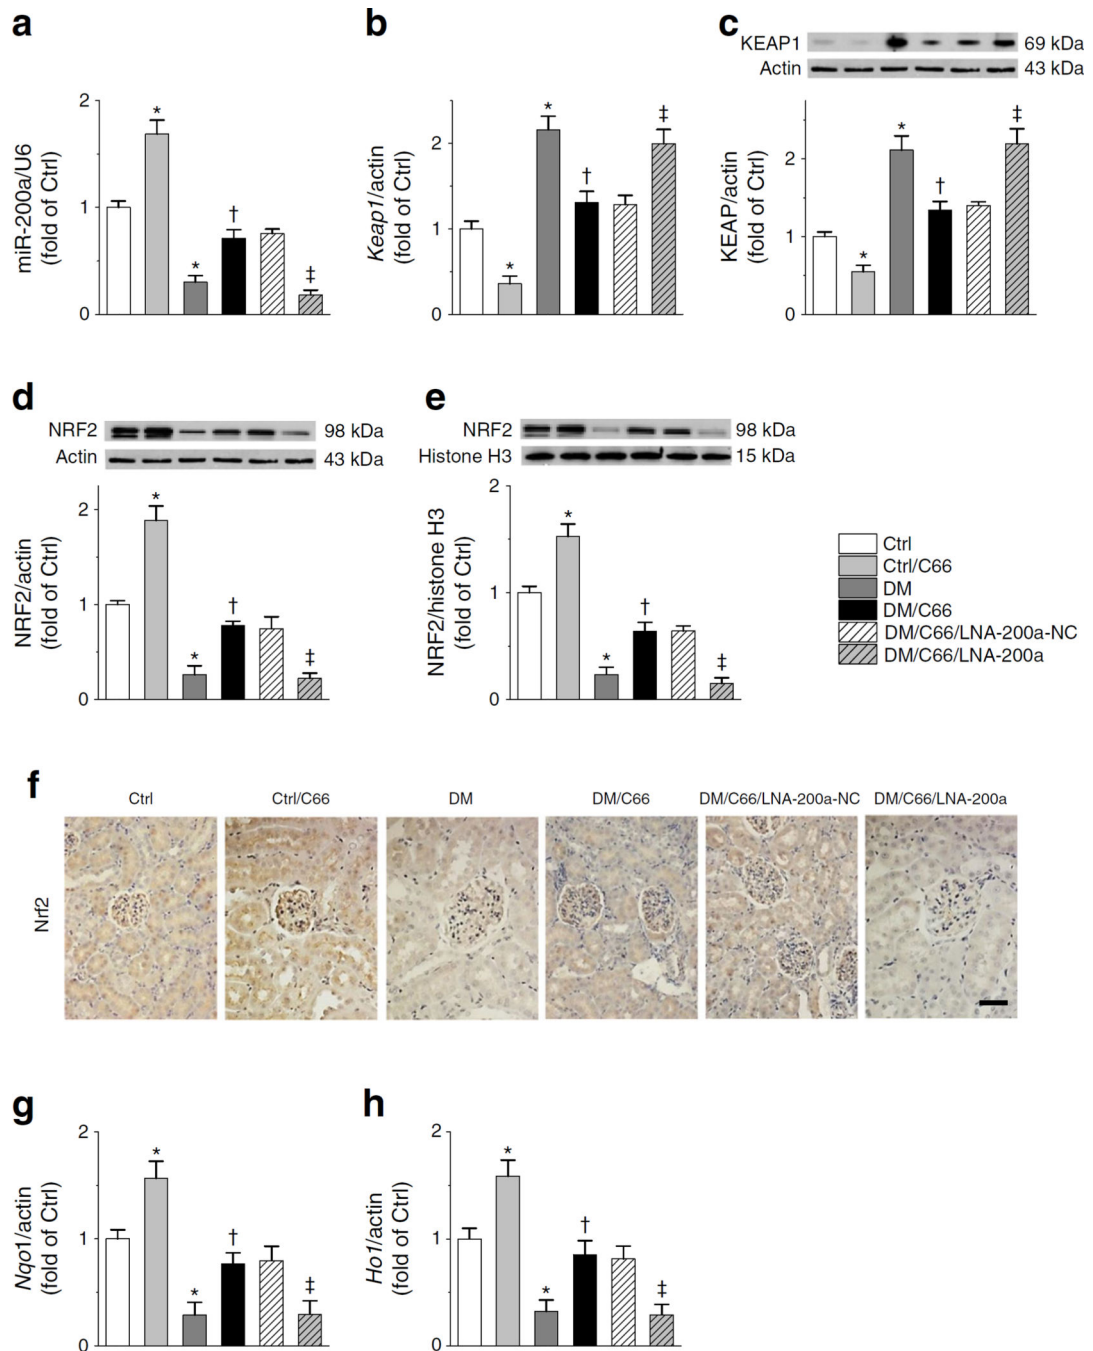 a
miR-200a/U6
(fold of Ctrl)
2
1
0
*
*
†
‡
b
Keap1/actin
(fold of Ctrl)
2
1
0
*
*
†
‡
c
KEAP1
69 kDa
Actin
43 kDa
KEAP/actin
(fold of Ctrl)
2
1
0
*
*
†
‡
d
NRF2
98 kDa
Actin
43 kDa
NRF2/actin
(fold of Ctrl)
2
1
0
*
*
†
‡
e
NRF2
98 kDa
Histone H3
15 kDa
NRF2/histone H3
(fold of Ctrl)
2
1
0
*
*
†
‡
Ctrl
Ctrl/C66
DM
DM/C66
DM/C66/LNA-200a-NC
DM/C66/LNA-200a
f
Ctrl
Ctrl/C66
DM
DM/C66
DM/C66/LNA-200a-NC
DM/C66/LNA-200a
Nrf2
g
Nqo1/actin
(fold of Ctrl)
2
1
0
*
*
†
‡
h
Ho1/actin
(fold of Ctrl)
2
1
0
*
*
†
‡